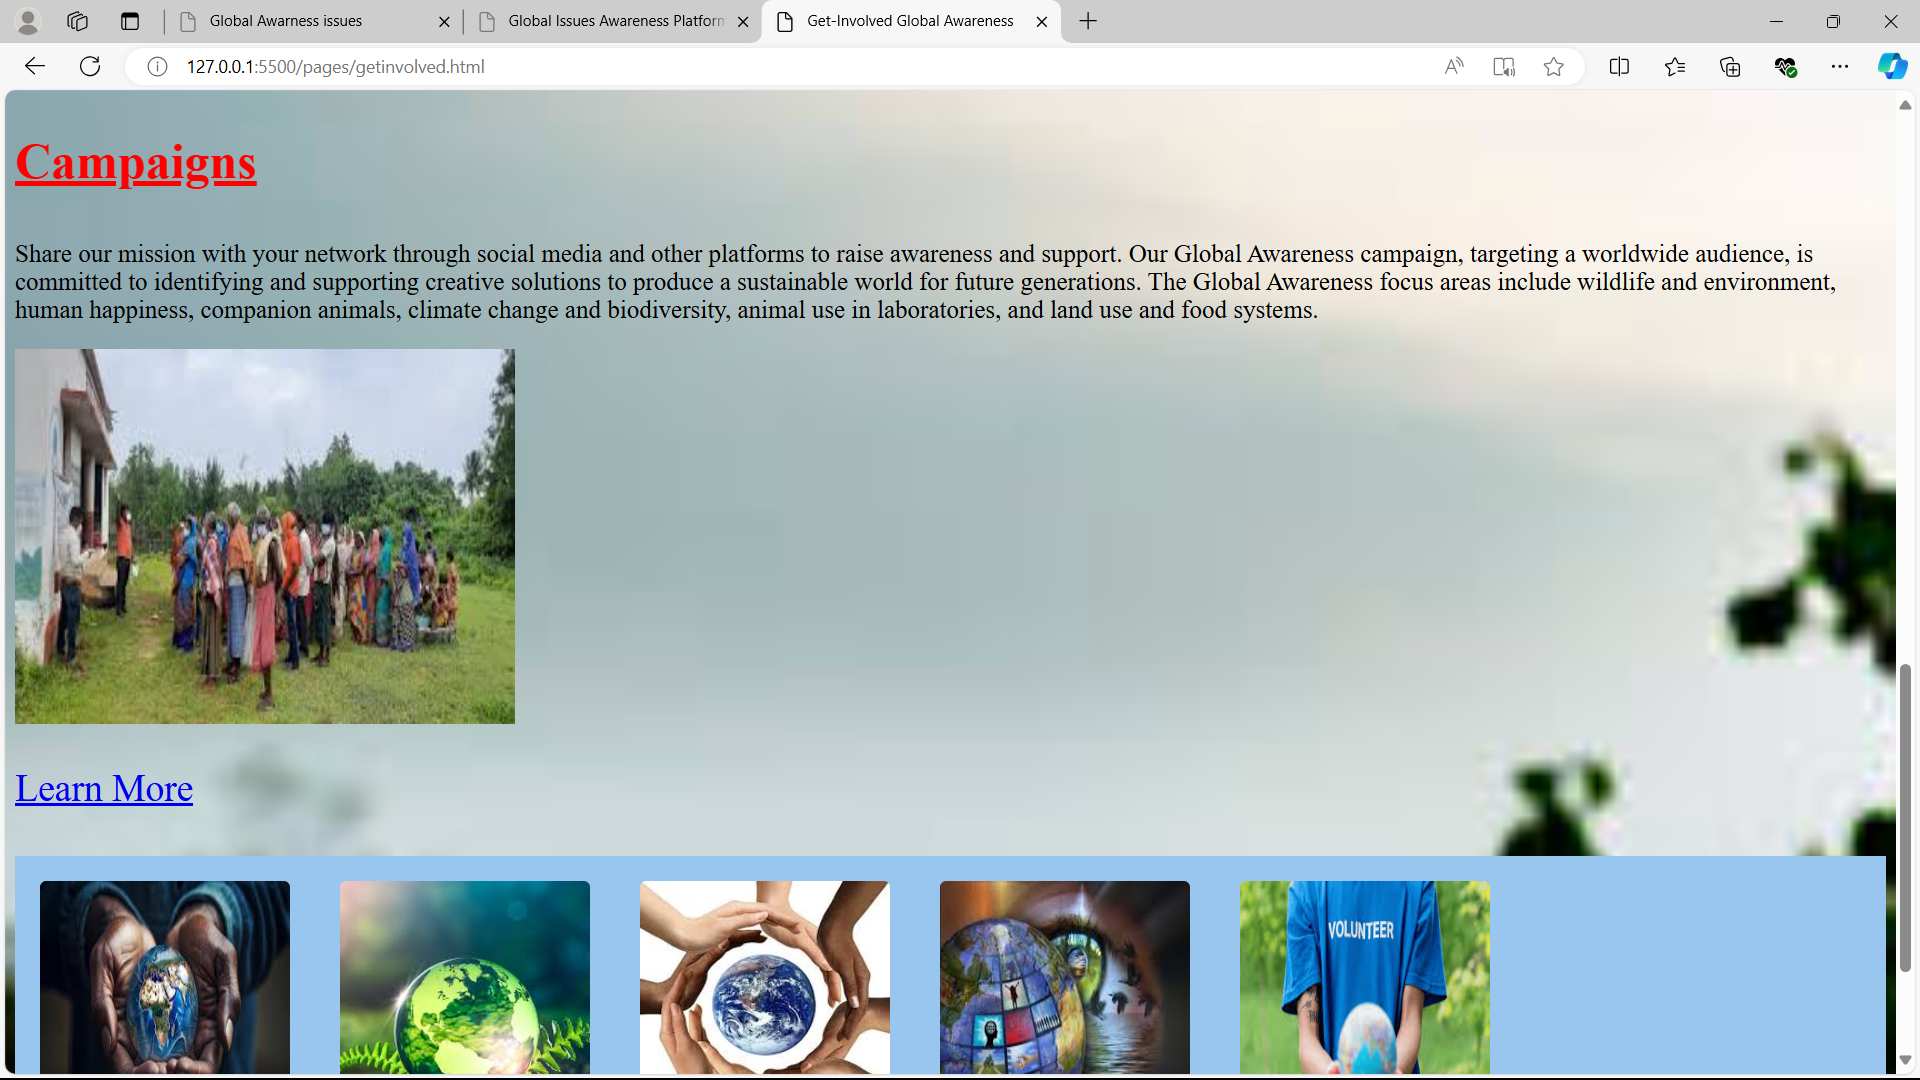 Global Awarness issues
Global Issues Awareness Platform
Get-Involved Global Awareness
127.0.0.1:5500/pages/getinvolved.html
Campaigns
Share our mission with your network through social media and other platforms to raise awareness and support. Our Global Awareness campaign, targeting a worldwide audience, is
committed to identifying and supporting creative solutions to produce a sustainable world for future generations. The Global Awareness focus areas include wildlife and environment,
human happiness, companion animals, climate change and biodiversity, animal use in laboratories, and land use and food systems.
Learn More
VOLUNTEER